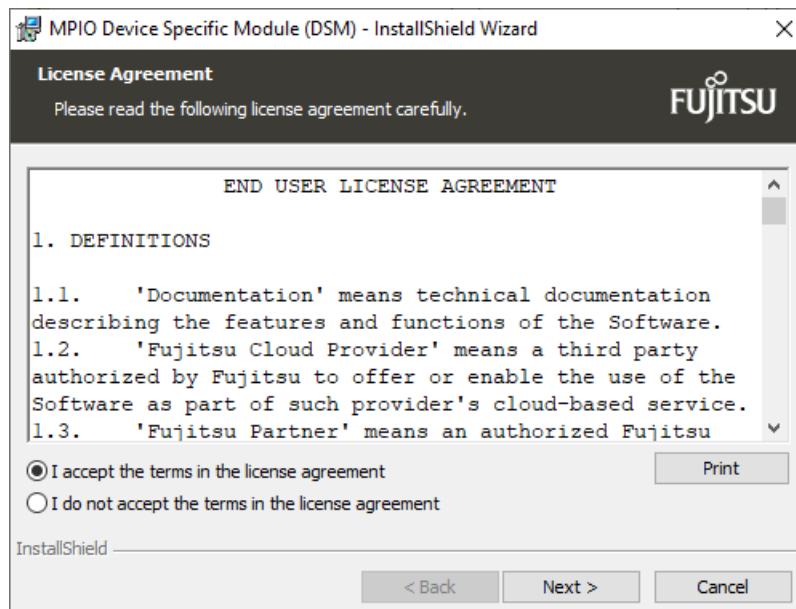 MPIO Device Specific Module (DSM) - InstallShield Wizard
License Agreement
Please read the following license agreement carefully.
FUJITSU
END USER LICENSE AGREEMENT
1. DEFINITIONS
1.1. 'Documentation' means technical documentation
describing the features and functions of the Software.
1.2. 'Fujitsu Cloud Provider' means a third party
authorized by Fujitsu to offer or enable the use of the
Software as part of such provider's cloud-based service.
1.3. 'Fujitsu Partner' means an authorized Fujitsu
I accept the terms in the license agreement
Print
I do not accept the terms in the license agreement
InstallShield
< Back
Next >
Cancel